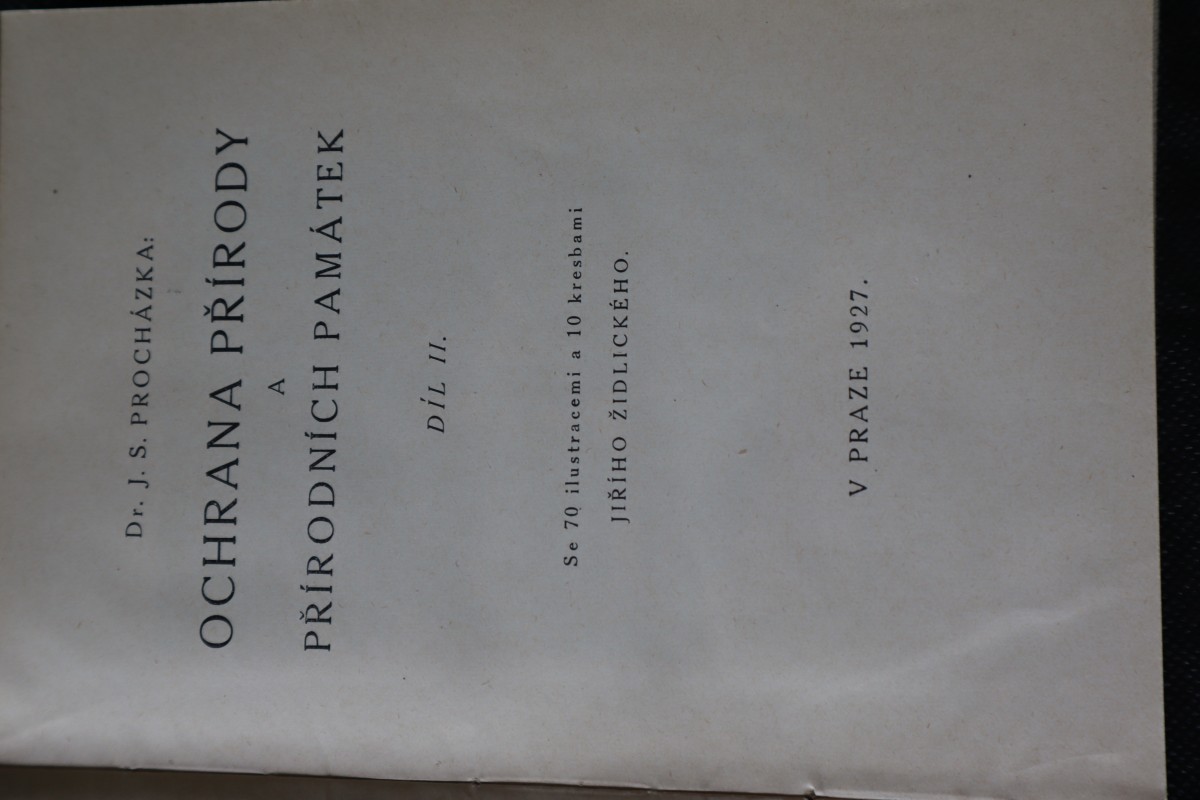 Dr. J. S. PROCHÁZKA:
OCHRANA PŘÍRODY
A
PŘÍRODNÍCH PAMÁTEK
DÍL II.
Se 70 ilustracemi a 10 kresbami
JIŘÍHO ŽIDLICKÉHO.
V PRAZE 1927.